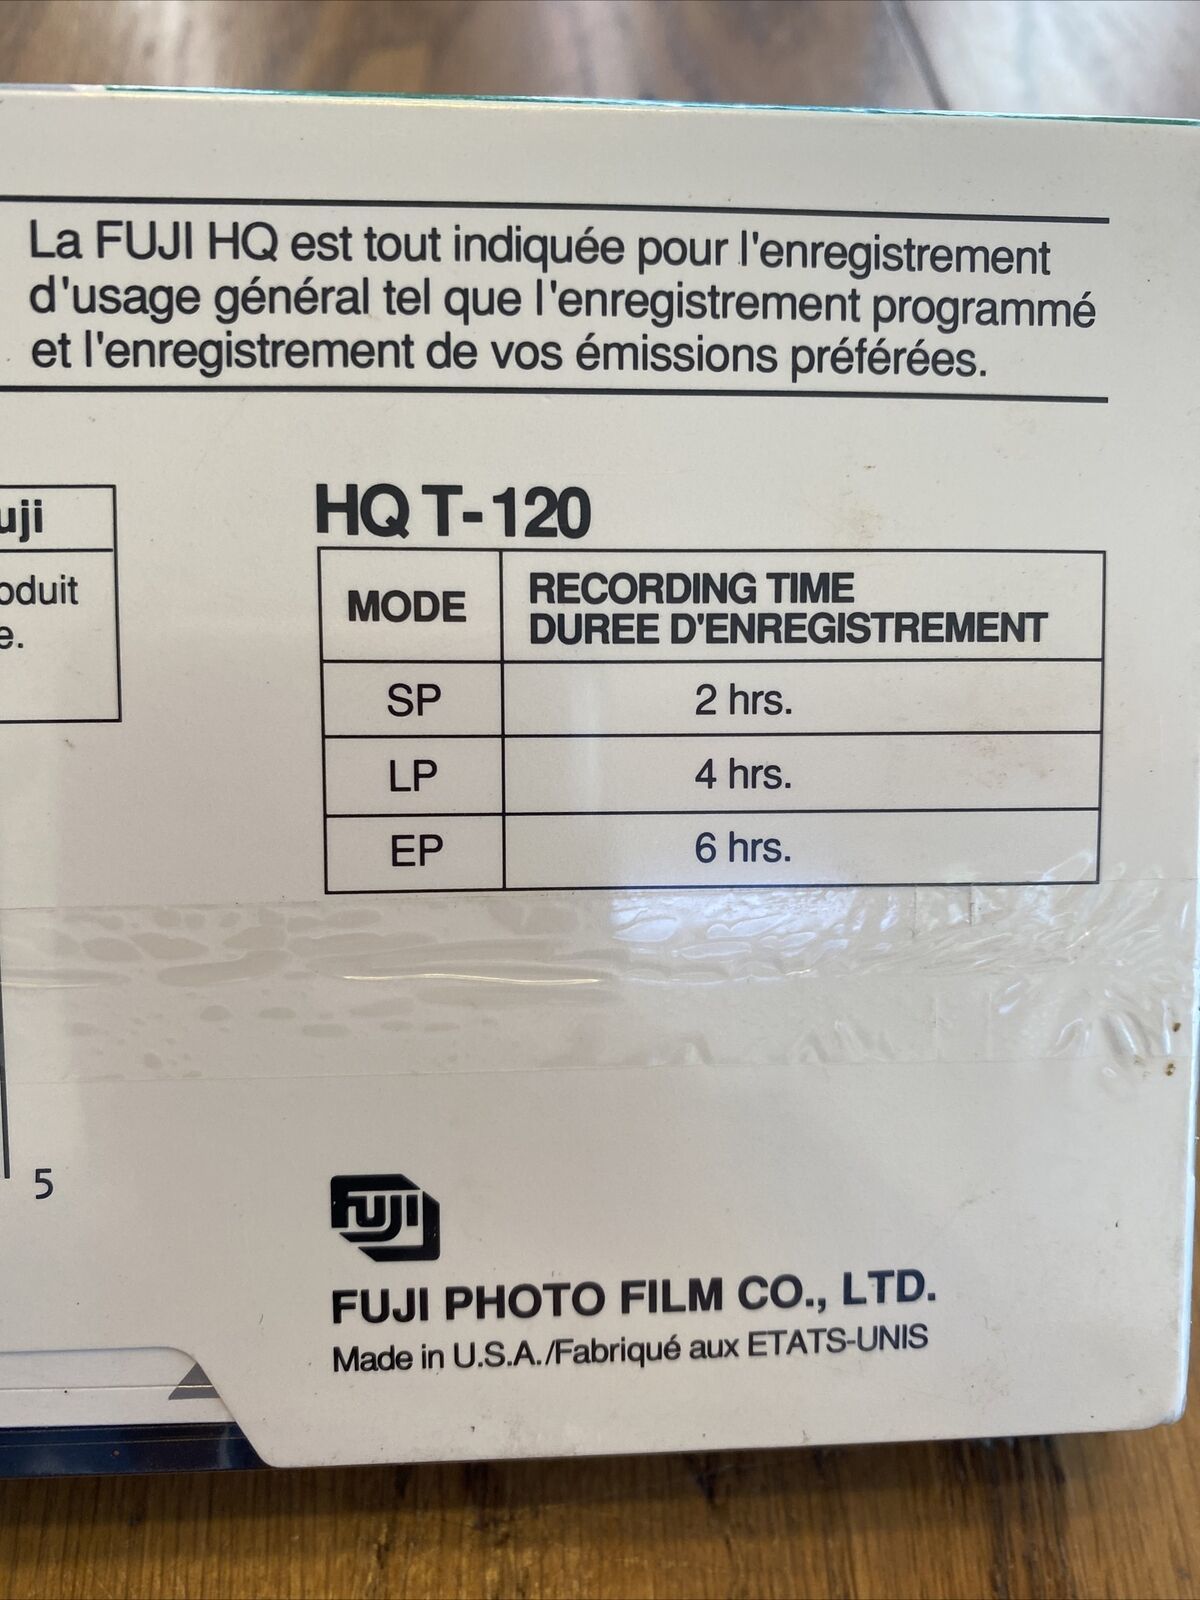 La FUJI HQ est tout indiquée pour l'enregistrement
d'usage général tel que l'enregistrement programmé
et l'enregistrement de vos émissions préférées.
uji
oduit
e.
HQ T-120
MODE
RECORDING TIME
DUREE D'ENREGISTREMENT
SP 2 hrs.
LP 4 hrs.
EP 6 hrs.
5
FUJI
FUJI PHOTO FILM CO., LTD.
Made in U.S.A./Fabriqué aux ETATS-UNIS